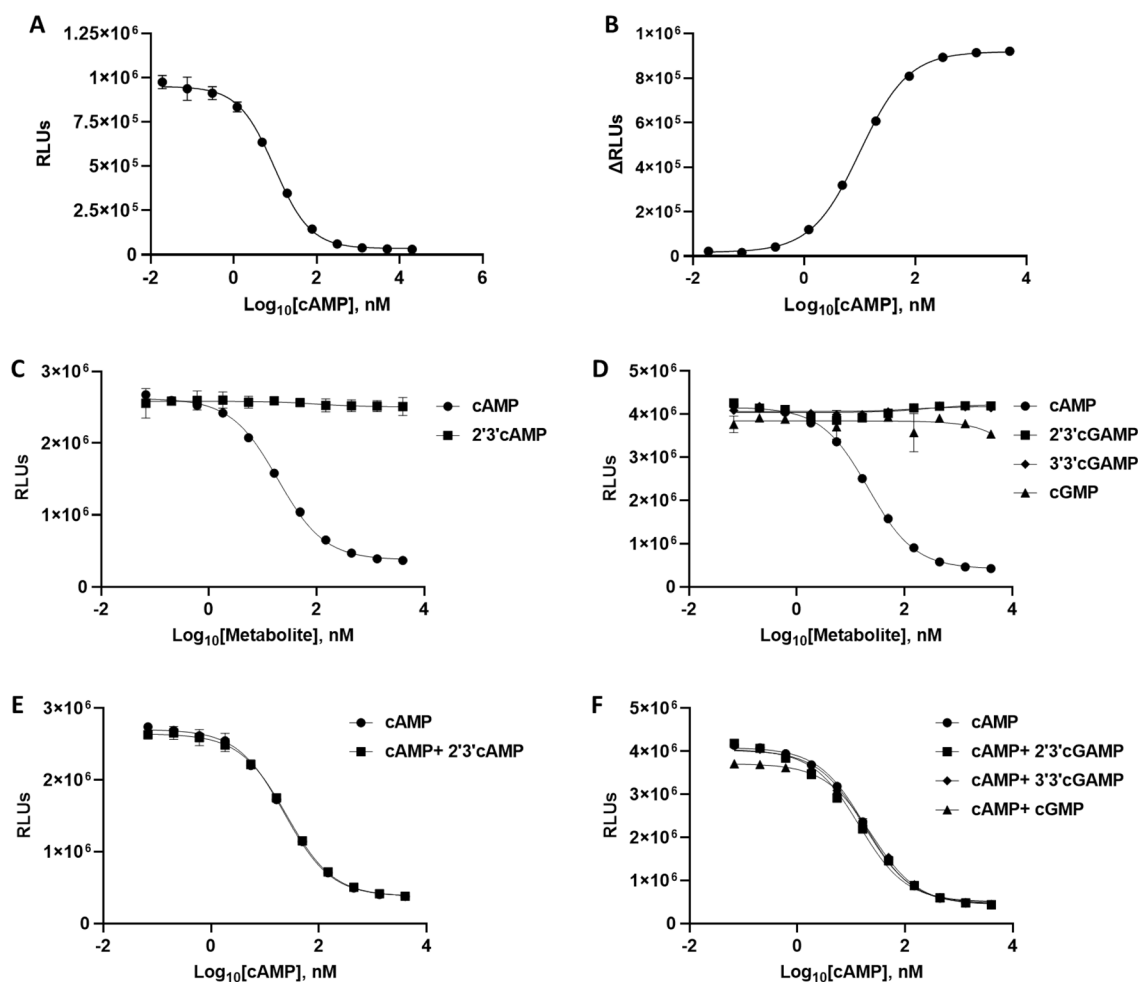 A
1.25×10⁶
1×10⁶
7.5×10⁵
5×10⁵
2.5×10⁵
0
RLUs
-2 0 2 4 6
Log₁₀[cAMP], nM
B
1×10⁶
8×10⁵
6×10⁵
4×10⁵
2×10⁵
0
ΔRLUs
-2 0 2 4
Log₁₀[cAMP], nM
C
3×10⁶
2×10⁶
1×10⁶
0
RLUs
-2 0 2 4
Log₁₀[Metabolite], nM
cAMP
2'3'cAMP
D
5×10⁶
4×10⁶
3×10⁶
2×10⁶
1×10⁶
0
RLUs
-2 0 2 4
Log₁₀[Metabolite], nM
cAMP
2'3'cGAMP
3'3'cGAMP
cGMP
E
3×10⁶
2×10⁶
1×10⁶
0
RLUs
-2 0 2 4
Log₁₀[cAMP], nM
cAMP
cAMP+ 2'3'cAMP
F
5×10⁶
4×10⁶
3×10⁶
2×10⁶
1×10⁶
0
RLUs
-2 0 2 4
Log₁₀[cAMP], nM
cAMP
cAMP+ 2'3'cGAMP
cAMP+ 3'3'cGAMP
cAMP+ cGMP